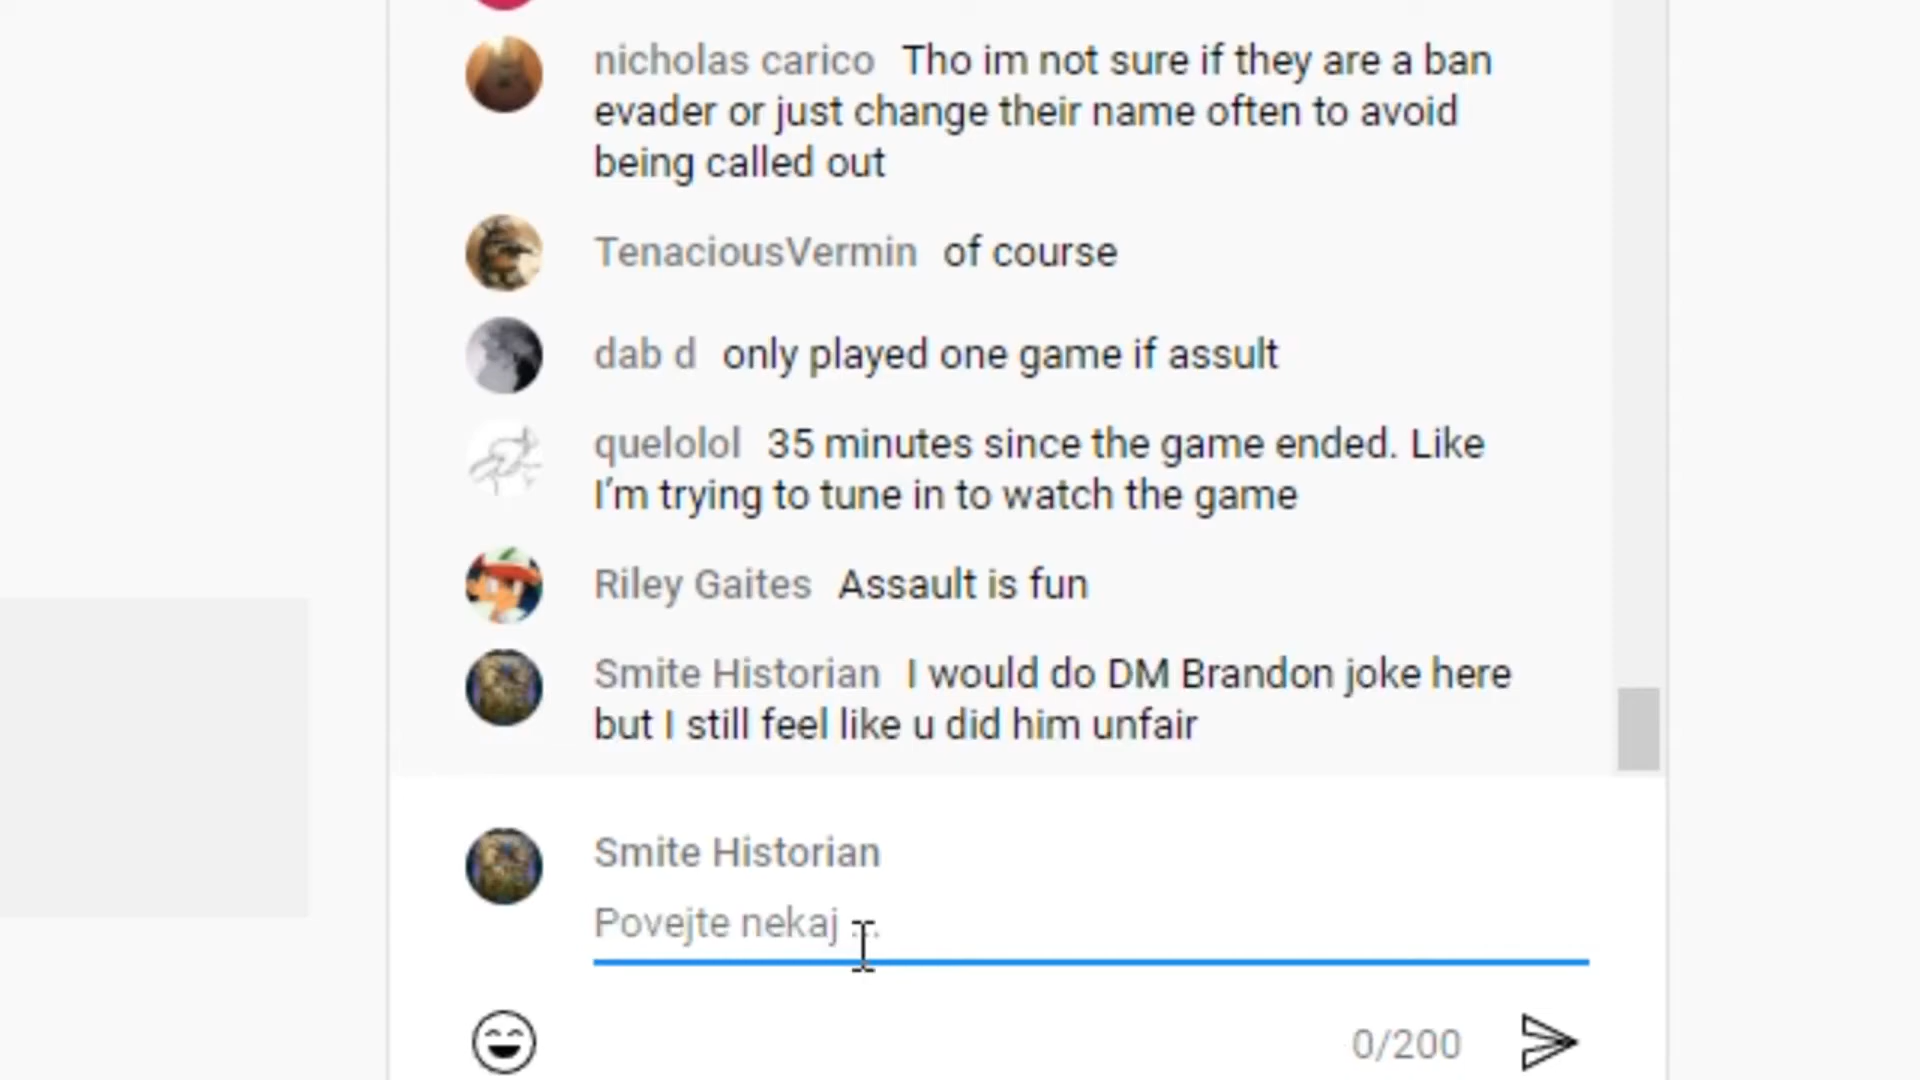 nicholas carico Tho im not sure if they are a ban
evader or just change their name often to avoid
being called out
TenaciousVermin of course
dab d only played one game if assult
quelolol 35 minutes since the game ended. Like
I'm trying to tune in to watch the game
Riley Gaites Assault is fun
Smite Historian I would do DM Brandon joke here
but I still feel like u did him unfair
Smite Historian
Povejte nekaj ...
0/200